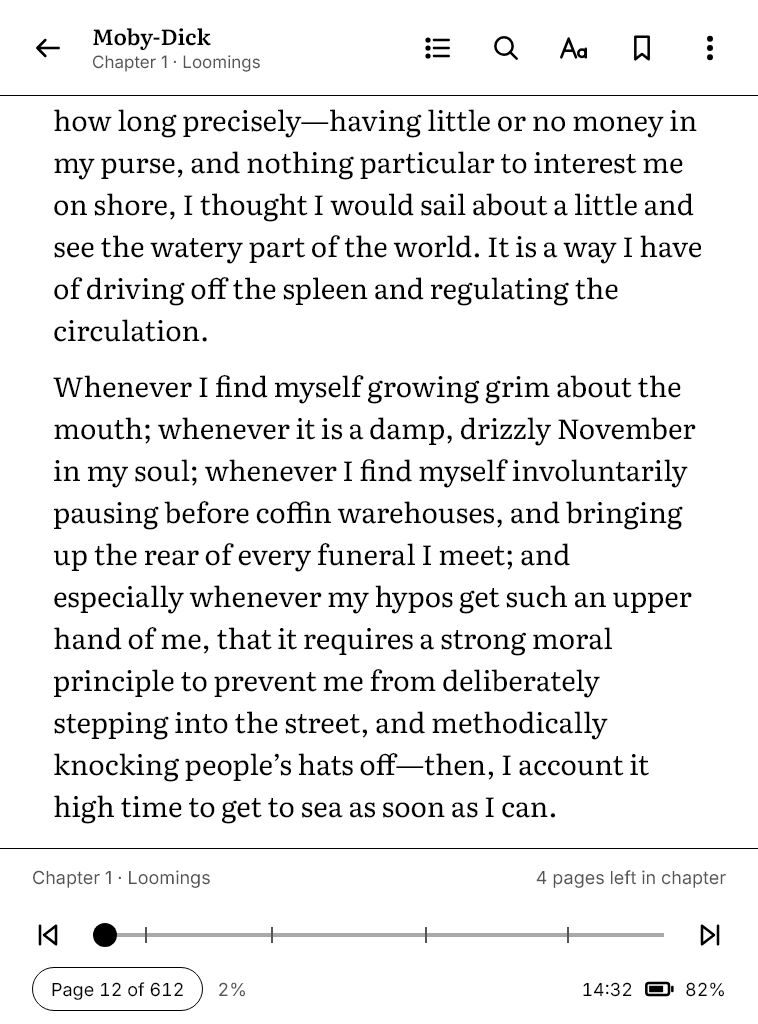 Moby-Dick
Chapter 1 · Loomings
Aa
how long precisely—having little or no money in
my purse, and nothing particular to interest me
on shore, I thought I would sail about a little and
see the watery part of the world. It is a way I have
of driving off the spleen and regulating the
circulation.
Whenever I find myself growing grim about the
mouth; whenever it is a damp, drizzly November
in my soul; whenever I find myself involuntarily
pausing before coffin warehouses, and bringing
up the rear of every funeral I meet; and
especially whenever my hypos get such an upper
hand of me, that it requires a strong moral
principle to prevent me from deliberately
stepping into the street, and methodically
knocking people’s hats off—then, I account it
high time to get to sea as soon as I can.
Chapter 1 · Loomings
4 pages left in chapter
Page 12 of 612
2%
14:32
82%